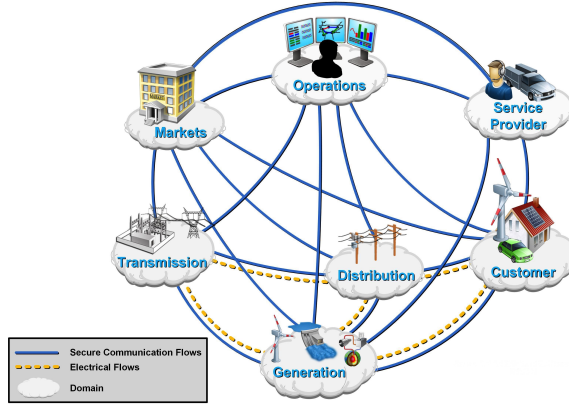 Operations
Markets
Service
Provider
Transmission
Distribution
Customer
Generation
Secure Communication Flows
Electrical Flows
Domain